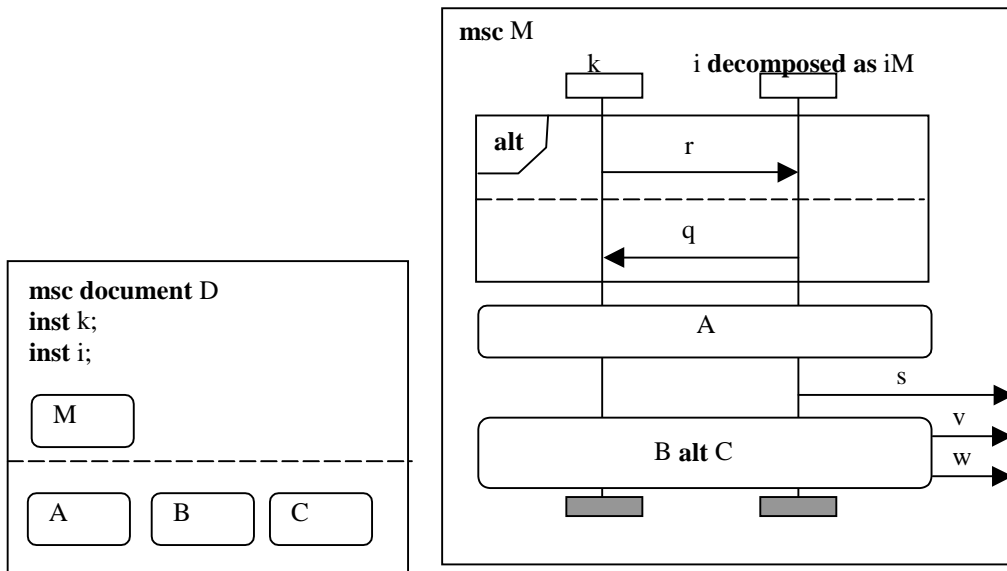 msc document D
inst k;
inst i;
M
A B C
msc M
k i decomposed as iM
alt
r
q
A
s
v
B alt C
w